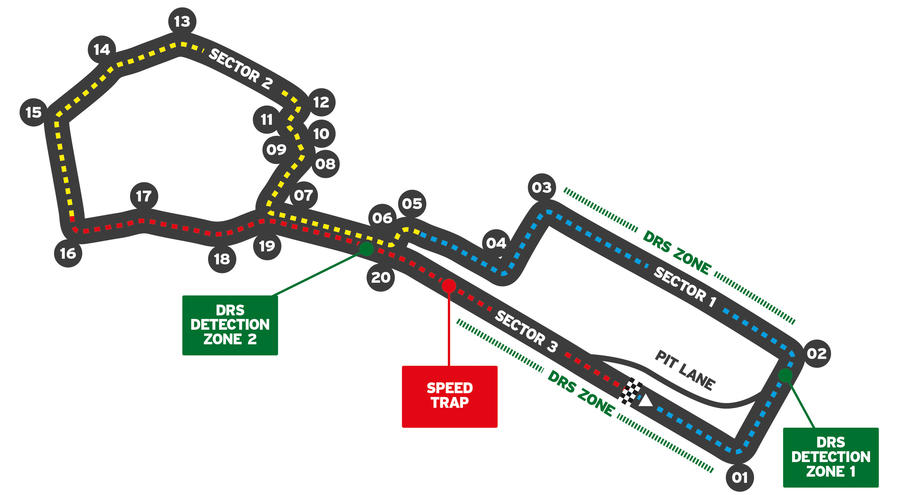 13
14
SECTOR 2
15
12
11
10
09
08
03
17
07
05
06
04
DRS ZONE
16
18
19
20
SECTOR 1
DRS
DETECTION
ZONE 2
SECTOR 3
02
PIT LANE
SPEED
TRAP
DRS ZONE
DRS
DETECTION
ZONE 1
01